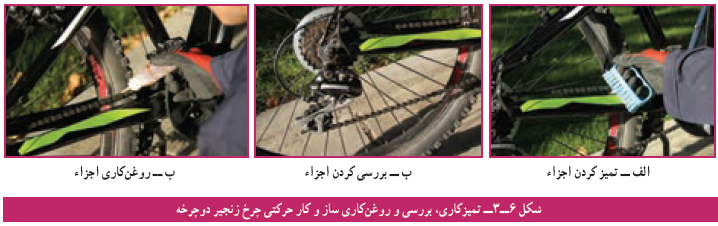 الف ــ تمیز کردن اجزاء
ب ــ بررسی کردن اجزاء
ب ــ روغن‌کاری اجزاء
شکل ۶ــ۳ــ تمیزکاری، بررسی و روغن‌کاری ساز و کار حرکتی چرخ زنجیر دوچرخه